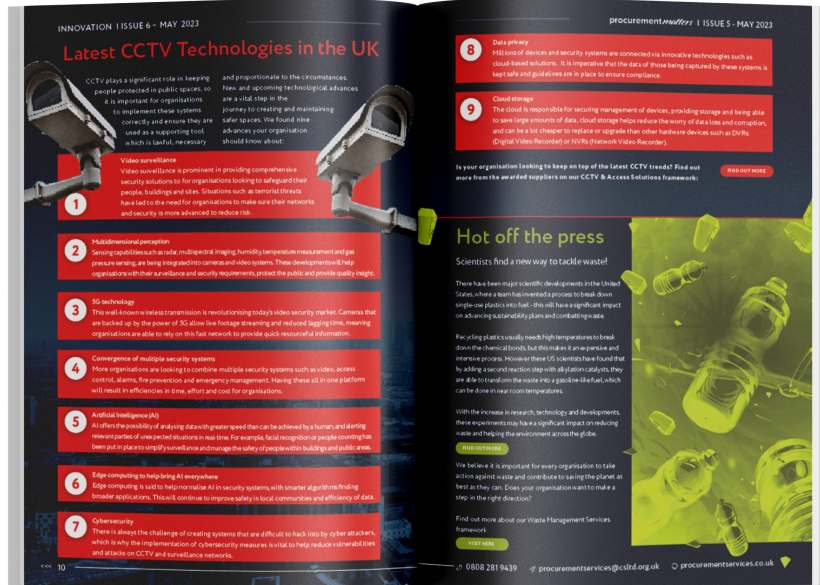 INNOVATION | ISSUE 6 – MAY 2023
Latest CCTV Technologies in the UK
CCTV plays a significant role in keeping
people protected in public spaces, so
it is important for organisations
to implement these systems
correctly and ensure they are
used as a supporting tool
which is lawful, necessary
and proportionate to the circumstances.
New and upcoming technological advances
are a vital step in the
journey to creating and maintaining
safer spaces. We found nine
advances your organisation
should know about:
1
Video surveillance
Video surveillance is prominent in providing comprehensive
security solutions to for organisations looking to safeguard their
people, buildings and sites. Situations such as terrorist threats
have led to the need for organisations to make sure their networks
and security is more advanced to reduce risk.
2
Multidimensional perception
Sensing capabilities such as radar, multispectral imaging, humidity, temperature measurement and gas
pressure sensing, are being integrated into cameras and video systems. These developments will help
organisations with their surveillance and security requirements, protect the public and provide quality insight.
3
5G technology
This well-known wireless transmission is revolutionising today's video security market. Cameras that
are backed up by the power of 5G allow live footage streaming and reduced lagging time, meaning
organisations are able to rely on this fast network to provide quick resourceful information.
4
Convergence of multiple security systems
More organisations are looking to combine multiple security systems such as video, access
control, alarms, fire prevention and emergency management. Having these all in one platform
will result in efficiencies in time, effort and cost for organisations.
5
Artificial Intelligence (AI)
AI offers the possibility of analysing data with greater speed than can be achieved by a human, and alerting
relevant parties of unexpected situations in real-time. For example, facial recognition or people counting has
been put in place to simplify surveillance and manage the safety of people within buildings and public areas.
6
Edge computing to help bring AI everywhere
Edge computing is said to help normalise AI in security systems, with smarter algorithms finding
broader applications. This will continue to improve safety in local communities and efficiency of data.
7
Cybersecurity
There is always the challenge of creating systems that are difficult to hack into by cyber attackers,
which is why the implementation of cybersecurity measures is vital to help reduce vulnerabilities
and attacks on CCTV and surveillance networks.
<<< 10
procurementmatters | ISSUE 5 - MAY 2023
8
Data privacy
Millions of devices and security systems are connected via innovative technologies such as
cloud-based solutions. It is imperative that the data of those being captured by these systems is
kept safe and guidelines are in place to ensure compliance.
9
Cloud storage
The cloud is responsible for securing management of devices, providing storage and being able
to save large amounts of data, cloud storage helps reduce the worry of data loss and corruption,
and can be a lot cheaper to replace or upgrade than other hardware devices such as DVRs
(Digital Video Recorder) or NVRs (Network Video Recorder).
Is your organisation looking to keep on top of the latest CCTV trends? Find out
more from the awarded suppliers on our CCTV & Access Solutions framework:
FIND OUT MORE
Hot off the press
Scientists find a new way to tackle waste!
There have been major scientific developments in the United
States, where a team has invented a process to break down
single-use plastics into fuel - this will have a significant impact
on advancing sustainability plans and combatting waste.
Recycling plastics usually needs high temperatures to break
down the chemical bonds, but this makes it an expensive and
intensive process. However these US scientists have found that
by adding a second reaction step with alkylation catalysts, they
are able to transform the waste into a gasoline-like fuel, which
can be done in near room temperatures.
With the increase in research, technology and developments,
these experiments may have a significant impact on reducing
waste and helping the environment across the globe.
FIND OUT MORE
We believe it is important for every organisation to take
action against waste and contribute to saving the planet as
best as they can. Does your organisation want to make a
step in the right direction?
Find out more about our Waste Management Services
framework
VISIT HERE
0808 281 9439 procurementservices@csltd.org.uk procurementservices.co.uk